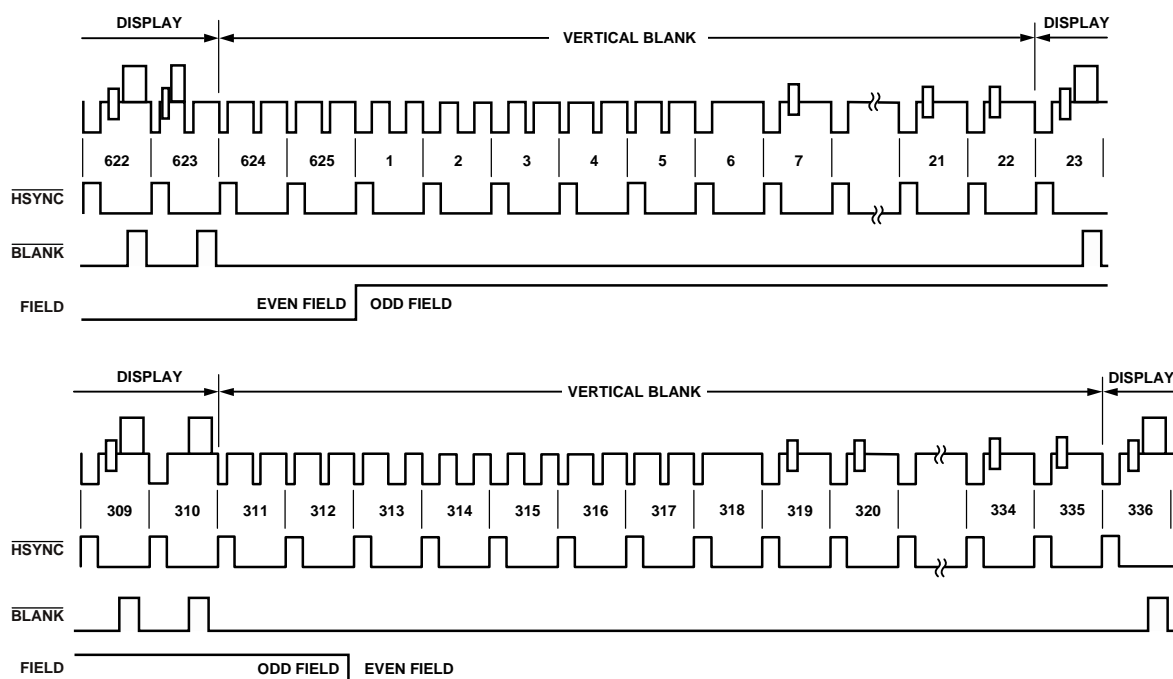 DISPLAY VERTICAL BLANK DISPLAY
622 623 624 625 1 2 3 4 5 6 7 21 22 23
HSYNC
BLANK
FIELD EVEN FIELD ODD FIELD
DISPLAY VERTICAL BLANK DISPLAY
309 310 311 312 313 314 315 316 317 318 319 320 334 335 336
HSYNC
BLANK
FIELD ODD FIELD EVEN FIELD